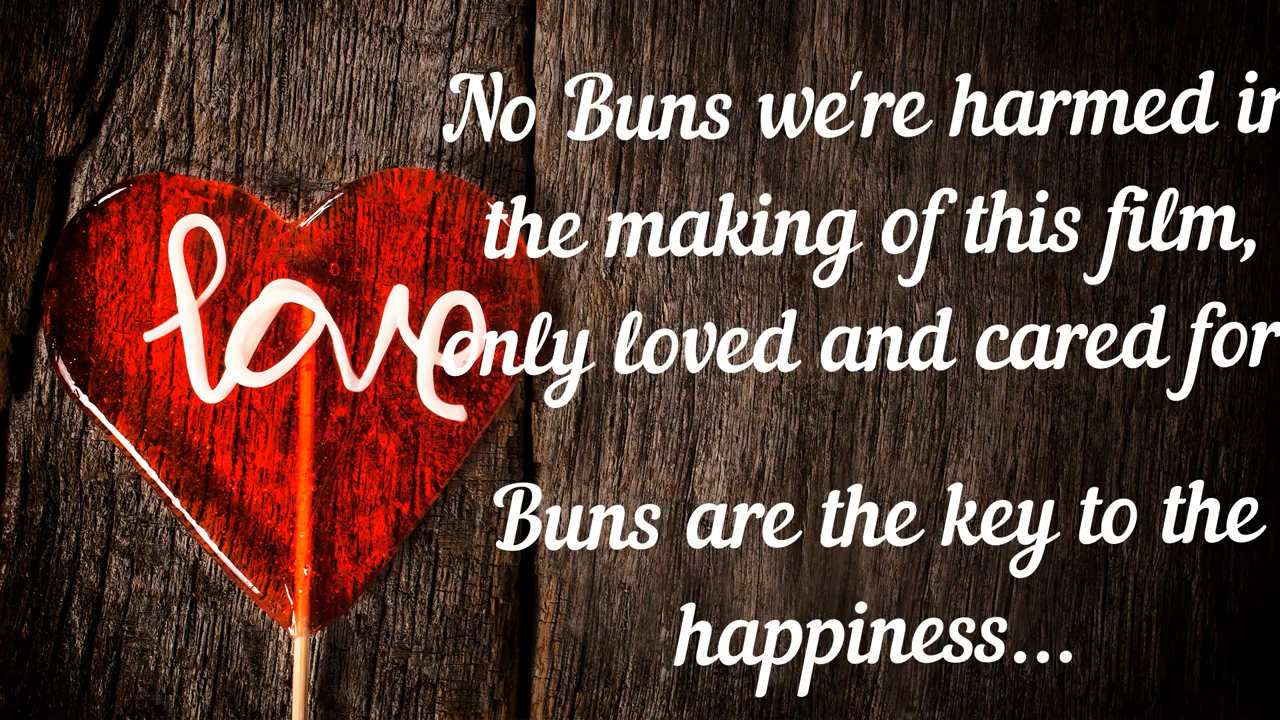 love
No Buns we're harmed in
the making of this film,
only loved and cared for
Buns are the key to the
happiness...